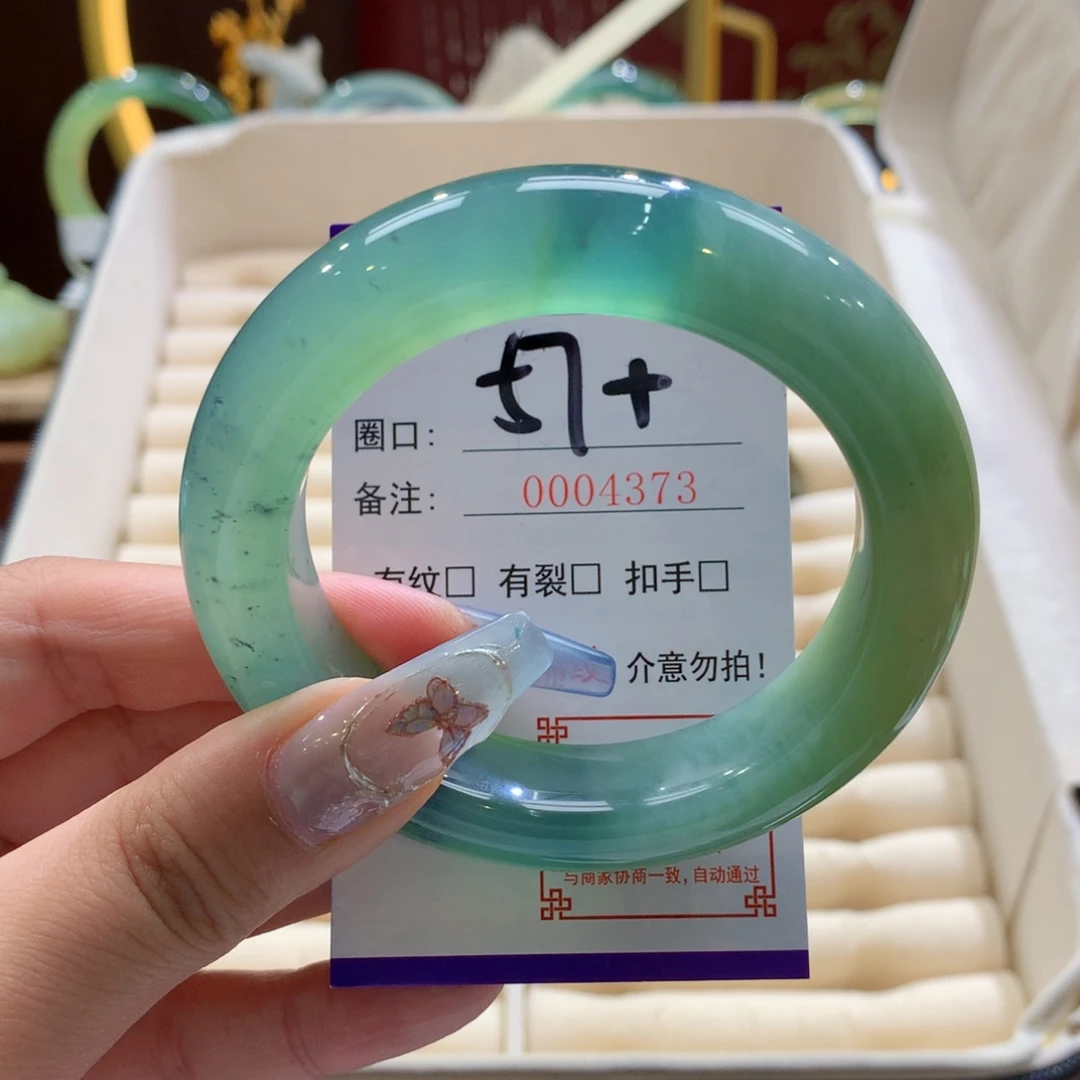 圈口: 57+
备注: 0004373
有纹□ 有裂□ 扣手□
介意勿拍!
与商家协商一致,自动通过